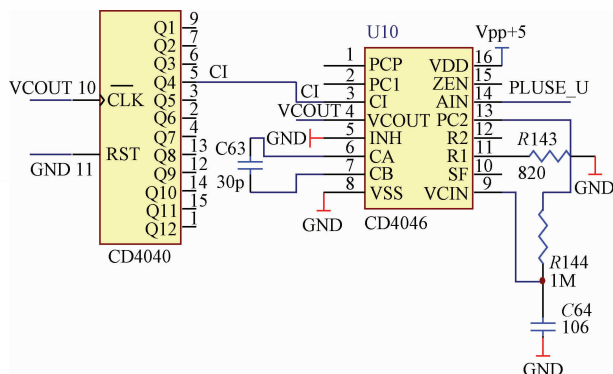 U10
Vpp+5
Q1 9
Q2 7
Q3 6
Q4 5
Q5 3
Q6 2
Q7 4
Q8 13
Q9 12
Q10 14
Q11 15
Q12 1
VCOUT 10
CLK
GND 11
RST
CD4040
CI
CI
VCOUT
GND
C63
30p
1 PCP
2 PC1
3 CI
4 VCOUT
5 INH
6 CA
7 CB
8 VSS
VDD 16
ZEN 15
AIN 14
PC2 13
R2 12
R1 11
SF 10
VCIN 9
CD4046
GND
PLUSE_U
R143
820
GND
R144
1M
C64
106
GND